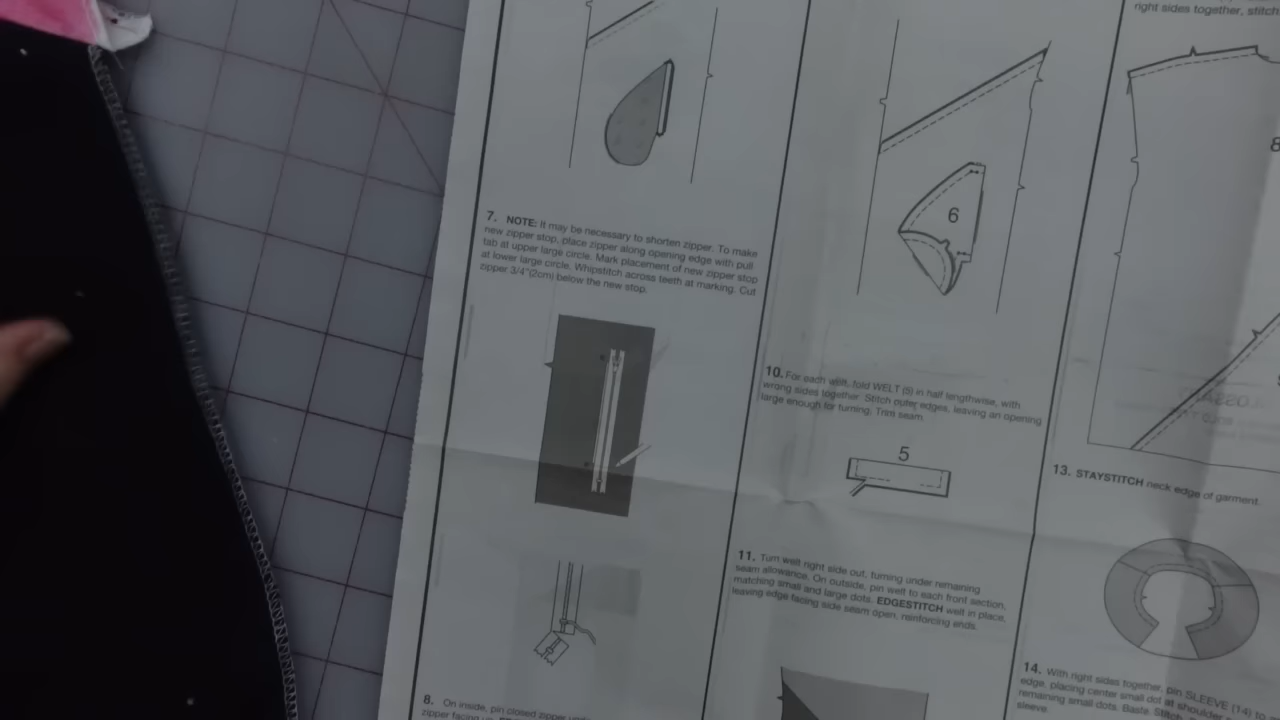 7. NOTE: It may be necessary to shorten zipper. To make
new zipper stop, place zipper along opening edge with pull
tab at upper large circle. Mark placement of new zipper stop
at lower large circle. Whipstitch across teeth at marking. Cut
zipper 3/4"(2cm) below the new stop.
8. On inside, pin closed zipper
zipper facing
6
10. For each welt, fold WELT (5) in half lengthwise, with
wrong sides together. Stitch outer edges, leaving an opening
large enough for turning. Trim seam.
5
11. Turn welt right side out, turning under remaining
seam allowance. On outside, pin welt to each front section,
matching small and large dots. EDGESTITCH welt in place,
leaving edge facing side seam open, reinforcing ends.
right sides together, stitch
8
13. STAYSTITCH neck edge of garment.
14. With right sides together, pin SLEEVE (14) to
edge, placing center small dot at shoulder
remaining small dots. Baste. Stitch
sleeve.